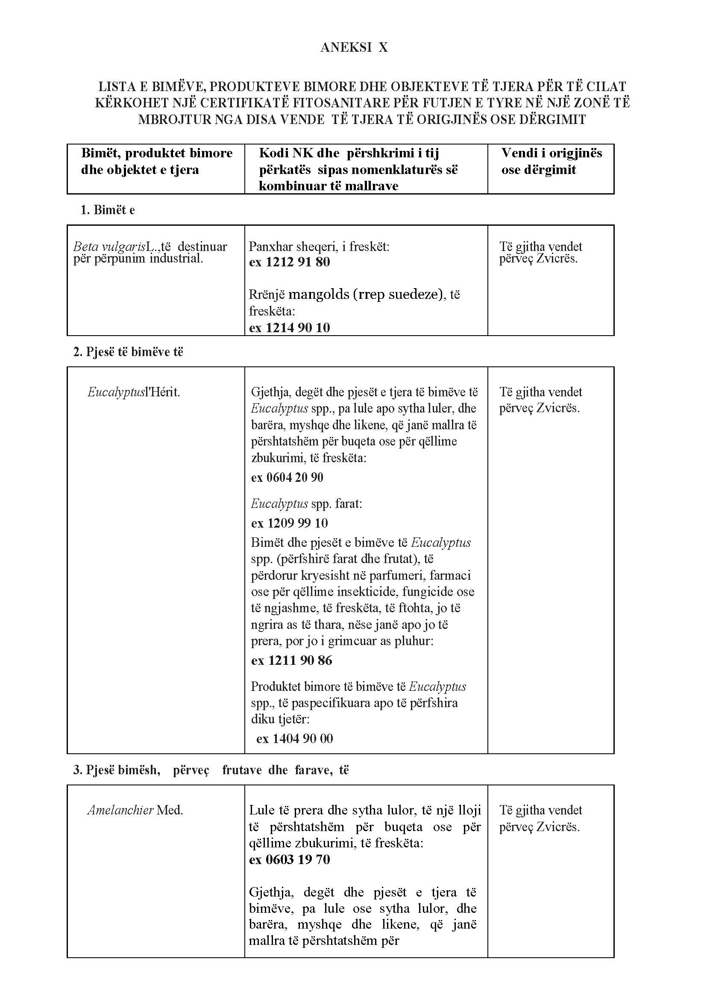 ANEKSI X
LISTA E BIMËVE, PRODUKTEVE BIMORE DHE OBJEKTEVE TË TJERA PËR TË CILAT
KËRKOHET NJË CERTIFIKATË FITOSANITARE PËR FUTJEN E TYRE NË NJË ZONË TË
MBROJTUR NGA DISA VENDE TË TJERA TË ORIGJINËS OSE DËRGIMIT
Bimët, produktet bimore
dhe objektet e tjera
Kodi NK dhe përshkrimi i tij
përkatës sipas nomenklaturës së
kombinuar të mallrave
Vendi i origjinës
ose dërgimit
1. Bimët e
Beta vulgarisL.,të destinuar
për përpunim industrial.
Panxhar sheqeri, i freskët:
ex 1212 91 80
Rrënjë mangolds (rrep suedeze), të
freskëta:
ex 1214 90 10
Të gjitha vendet
përveç Zvicrës.
2. Pjesë të bimëve të
Eucalyptusl'Hérit.
Gjethja, degët dhe pjesët e tjera të bimëve të
Eucalyptus spp., pa lule apo sytha luler, dhe
barëra, myshqe dhe likene, që janë mallra të
përshtatshëm për buqeta ose për qëllime
zbukurimi, të freskëta:
ex 0604 20 90
Eucalyptus spp. farat:
ex 1209 99 10
Bimët dhe pjesët e bimëve të Eucalyptus
spp. (përfshirë farat dhe frutat), të
përdorur kryesisht në parfumeri, farmaci
ose për qëllime insekticide, fungicide ose
të ngjashme, të freskëta, të ftohta, jo të
ngrira as të thara, nëse janë apo jo të
prera, por jo i grimcuar as pluhur:
ex 1211 90 86
Produktet bimore të bimëve të Eucalyptus
spp., të paspecifikuara apo të përfshira
diku tjetër:
ex 1404 90 00
Të gjitha vendet
përveç Zvicrës.
3. Pjesë bimësh, përveç frutave dhe farave, të
Amelanchier Med.
Lule të prera dhe sytha lulor, të një lloji
të përshtatshëm për buqeta ose për
qëllime zbukurimi, të freskëta:
ex 0603 19 70
Gjethja, degët dhe pjesët e tjera të
bimëve, pa lule ose sytha lulor, dhe
barëra, myshqe dhe likene, që janë
mallra të përshtatshëm për
Të gjitha vendet
përveç Zvicrës.